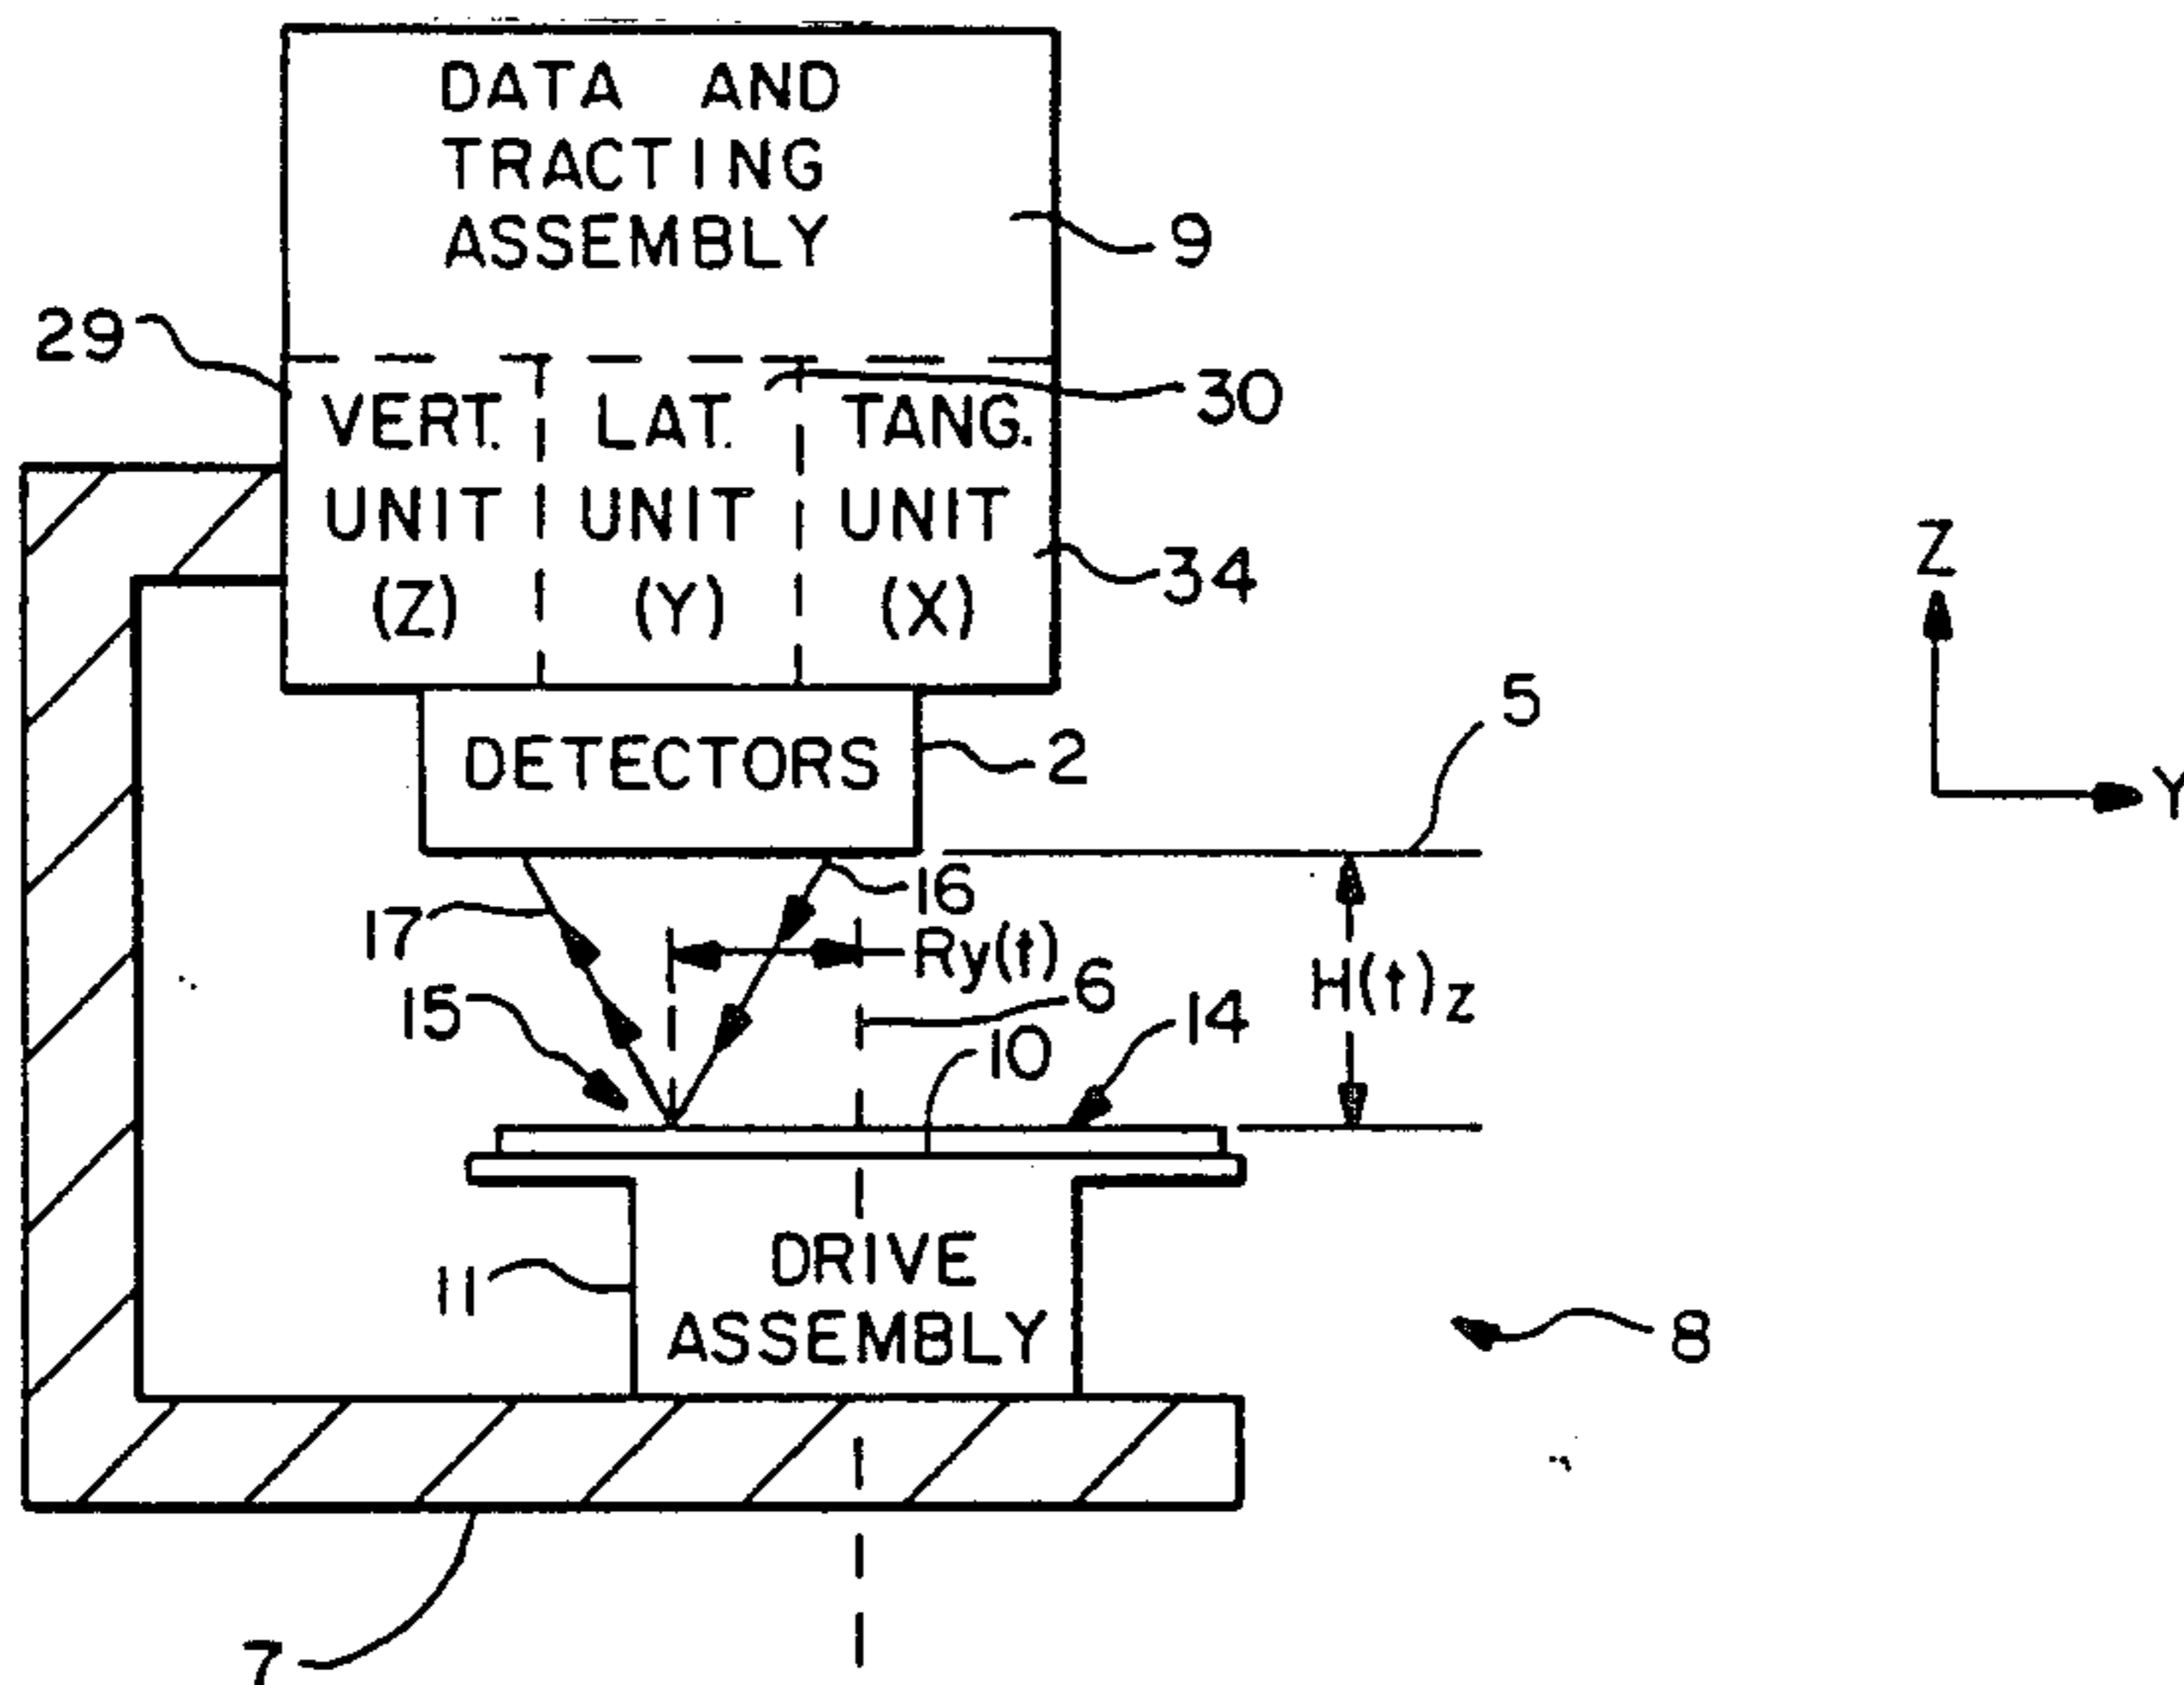 DATA AND
TRACTING
ASSEMBLY
9
29
30
VERT.
UNIT
(Z)
LAT.
UNIT
(Y)
TANG.
UNIT
(X)
34
Z
Y
5
DETECTORS
2
16
17
Ry(t)
6
H(t)z
15
10
14
DRIVE
ASSEMBLY
11
8
7